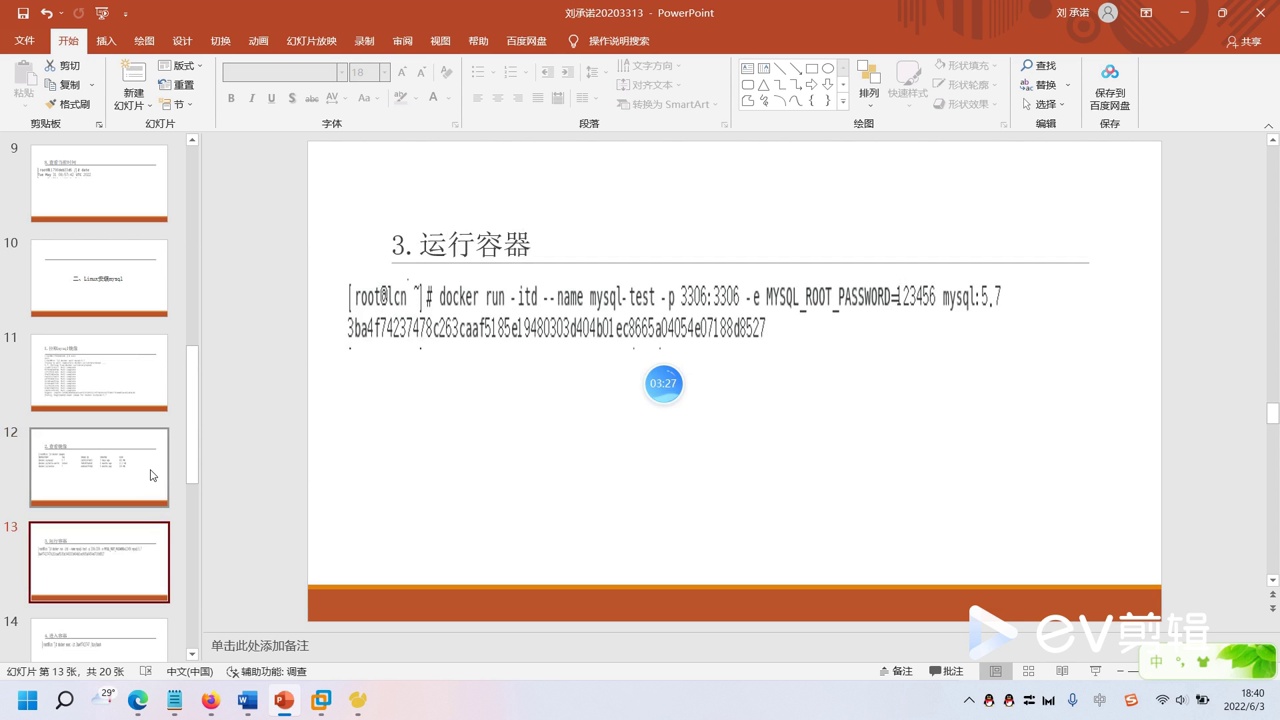 刘承诺20203313 - PowerPoint
刘 承诺
文件 开始 插入 绘图 设计 切换 动画 幻灯片放映 录制 审阅 视图 帮助 百度网盘 操作说明搜索 共享
粘贴 剪切 复制 格式刷
剪贴板
新建
幻灯片 版式 重置 节
幻灯片
18
B I U S abc AV Aa A
字体
文字方向
对齐文本
转换为 SmartArt
段落
排列 快速样式 形状填充
形状轮廓
形状效果
绘图
查找
替换
选择
编辑
保存到
百度网盘
保存
9
10
二、Linux安装mysql
11
12
13
3.运行容器
14
3.运行容器
[root@lcn ~]# docker run -itd --name mysql-test -p 3306:3306 -e MYSQL_ROOT_PASSWORD=123456 mysql:5.7
3ba4f74237478c263caaf5185e19480303d404b01ec8665a04054e07188d8527
03:27
单击此处添加备注
EV剪辑
中
幻灯片 第 13 张，共 20 张 中文(中国) 辅助功能: 调查 备注 批注
29°
中
18:40
2022/6/3